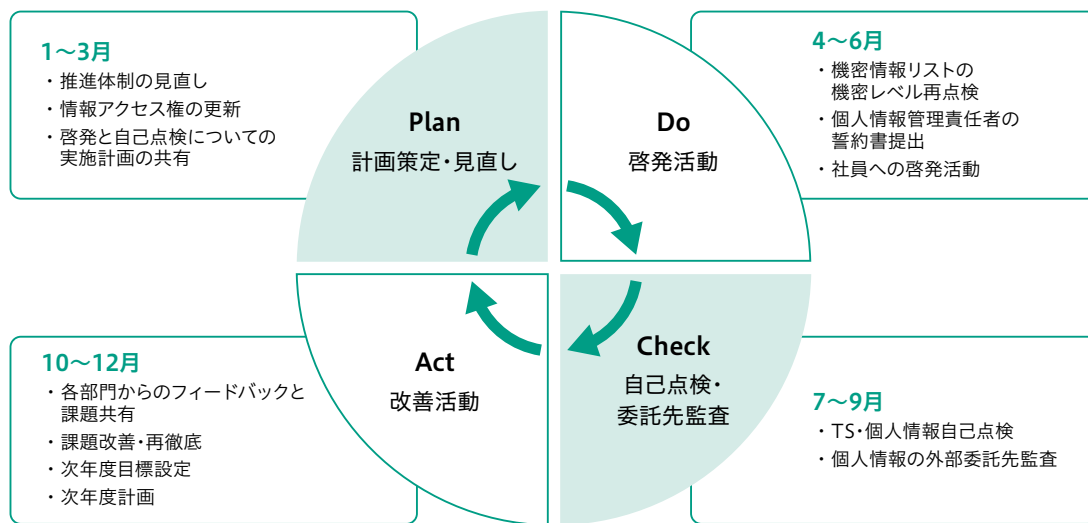 1～3月
・推進体制の見直し
・情報アクセス権の更新
・啓発と自己点検についての
実施計画の共有
Plan
計画策定・見直し
Do
啓発活動
4～6月
・機密情報リストの
機密レベル再点検
・個人情報管理責任者の
誓約書提出
・社員への啓発活動
10～12月
・各部門からのフィードバックと
課題共有
・課題改善・再徹底
・次年度目標設定
・次年度計画
Act
改善活動
Check
自己点検・
委託先監査
7～9月
・TS・個人情報自己点検
・個人情報の外部委託先監査